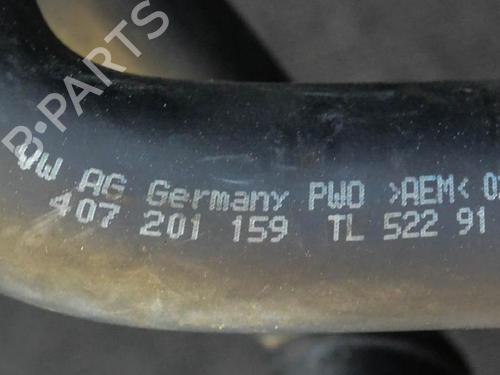 B-PARTS
VW AG Germany PWO >AEM<
407 201 159 TL 522 91